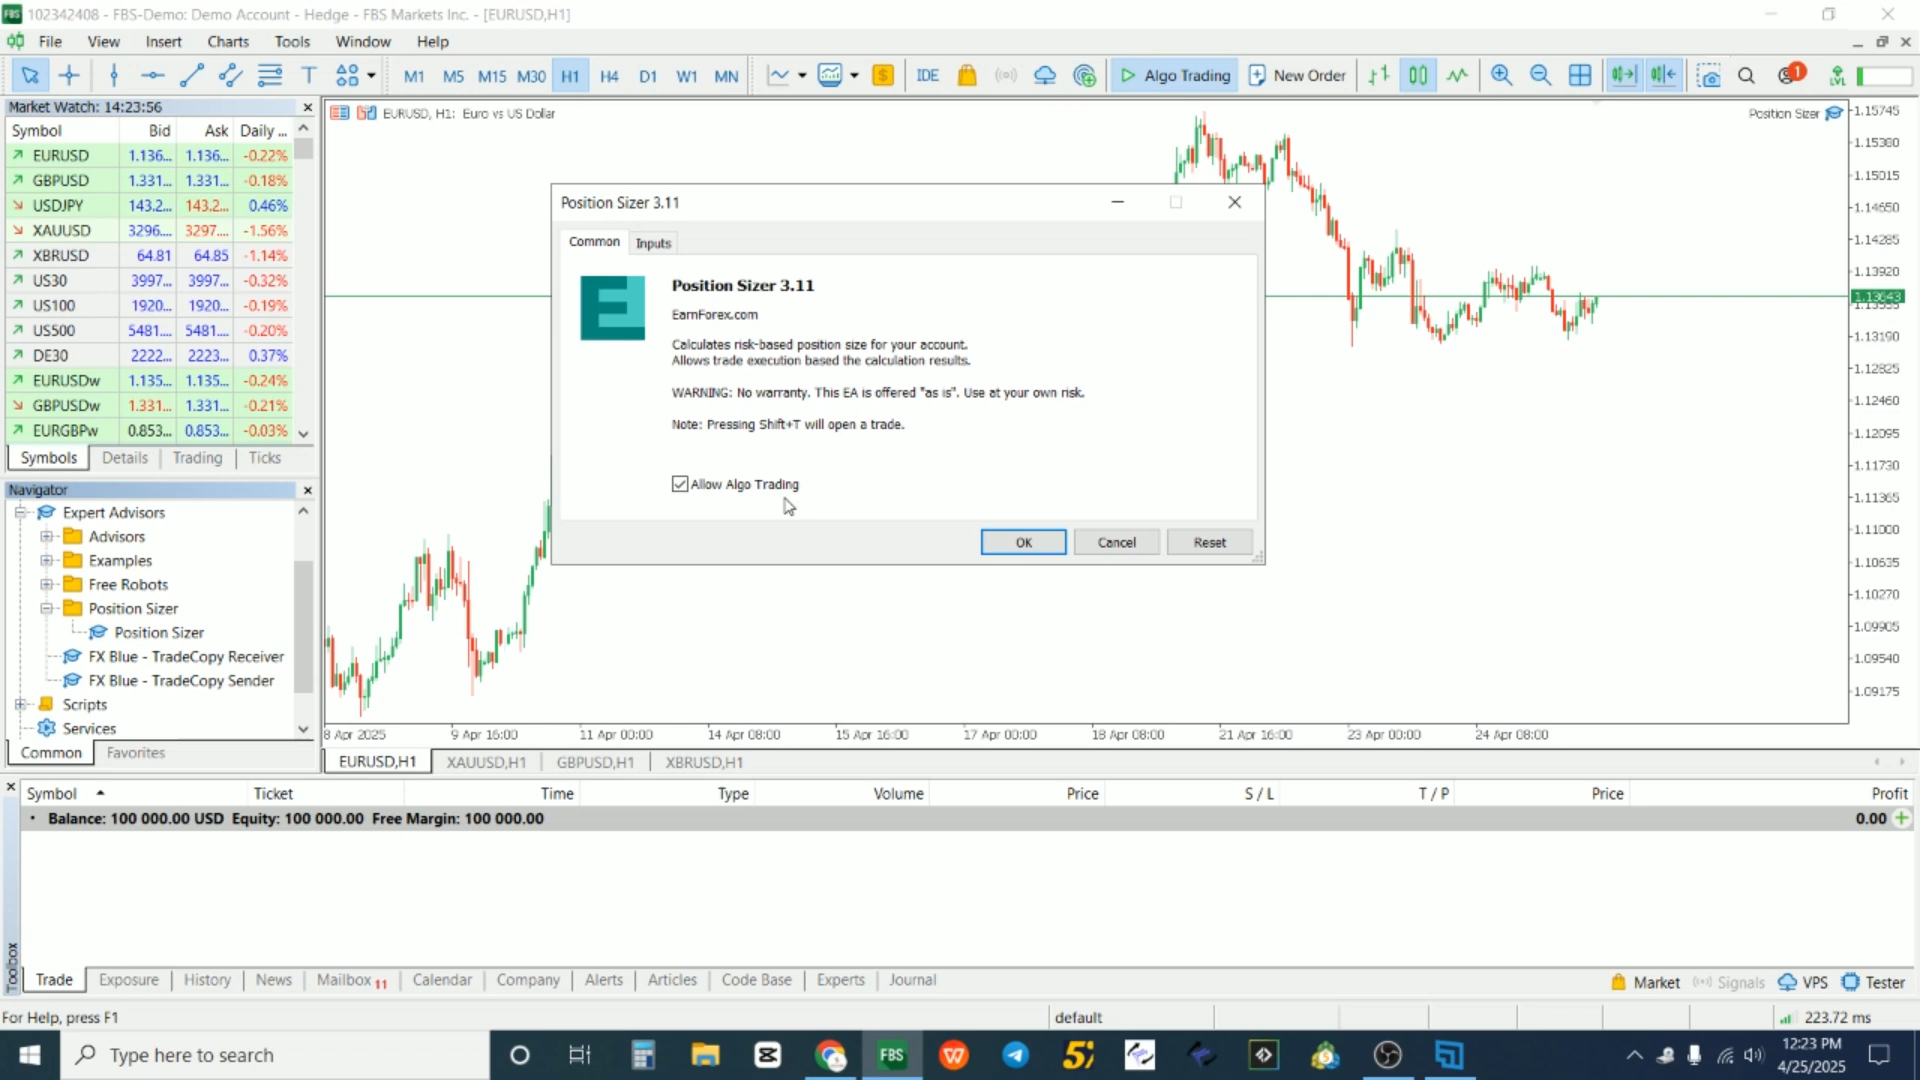 102342408 - FBS-Demo: Demo Account - Hedge - FBS Markets Inc. - [EURUSD,H1]
File View Insert Charts Tools Window Help
M1 M5 M15 M30 H1 H4 D1 W1 MN IDE Algo Trading New Order 1
Market Watch: 14:23:56
Symbol Bid Ask Daily ...
EURUSD 1.136... 1.136... -0.22%
GBPUSD 1.331... 1.331... -0.18%
USDJPY 143.2... 143.2... 0.46%
XAUUSD 3296.... 3297.... -1.56%
XBRUSD 64.81 64.85 -1.14%
US30 3997... 3997... -0.32%
US100 1920... 1920... -0.19%
US500 5481.... 5481.... -0.20%
DE30 2222... 2223... 0.37%
EURUSDw 1.135... 1.135... -0.24%
GBPUSDw 1.331... 1.331... -0.21%
EURGBPw 0.853... 0.853... -0.03%
Symbols Details Trading Ticks
Navigator
Expert Advisors
Advisors
Examples
Free Robots
Position Sizer
Position Sizer
FX Blue - TradeCopy Receiver
FX Blue - TradeCopy Sender
Scripts
Services
Common Favorites
EURUSD, H1: Euro vs US Dollar
Position Sizer
1.15745
1.15380
1.15015
1.14650
1.14285
1.13920
1.13643
1.13190
1.12825
1.12460
1.12095
1.11730
1.11365
1.11000
1.10635
1.10270
1.09905
1.09540
1.09175
Position Sizer 3.11
Common Inputs
Position Sizer 3.11
EarnForex.com
Calculates risk-based position size for your account.
Allows trade execution based the calculation results.
WARNING: No warranty. This EA is offered "as is". Use at your own risk.
Note: Pressing Shift+T will open a trade.
Allow Algo Trading
OK Cancel Reset
8 Apr 2025 9 Apr 16:00 11 Apr 00:00 14 Apr 08:00 15 Apr 16:00 17 Apr 00:00 18 Apr 08:00 21 Apr 16:00 23 Apr 00:00 24 Apr 08:00
EURUSD,H1 XAUUSD,H1 GBPUSD,H1 XBRUSD,H1
Symbol Ticket Time Type Volume Price S / L T / P Price Profit
Balance: 100 000.00 USD Equity: 100 000.00 Free Margin: 100 000.00 0.00
Toolbox
Trade Exposure History News Mailbox 11 Calendar Company Alerts Articles Code Base Experts Journal
Market Signals VPS Tester
For Help, press F1 default 223.72 ms
Type here to search
FBS
12:23 PM
4/25/2025